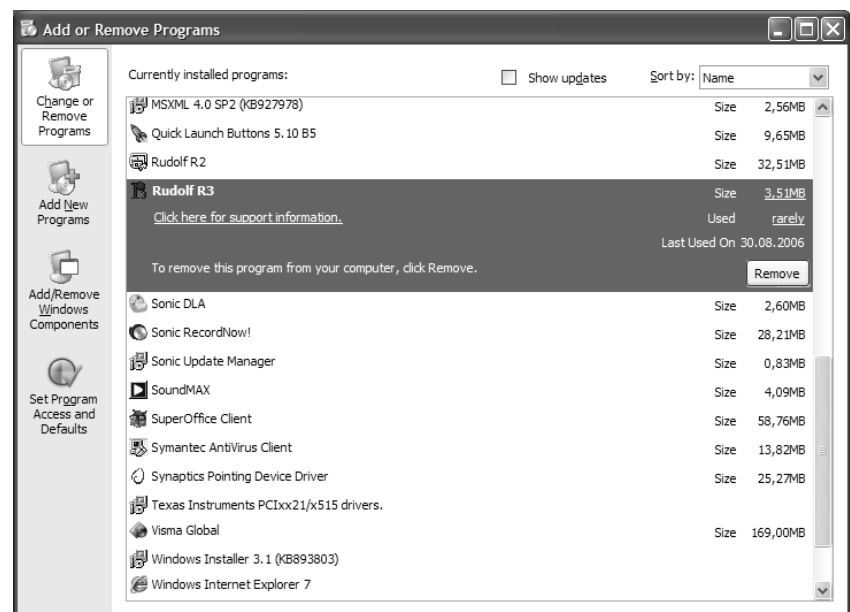 Add or Remove Programs
Change or
Remove
Programs
Add New
Programs
Add/Remove
Windows
Components
Set Program
Access and
Defaults
Currently installed programs: Show updates Sort by: Name
MSXML 4.0 SP2 (KB927978) Size 2,56MB
Quick Launch Buttons 5.10 B5 Size 9,65MB
Rudolf R2 Size 32,51MB
Rudolf R3 Size 3,51MB
Click here for support information. Used rarely
Last Used On 30.08.2006
To remove this program from your computer, click Remove. Remove
Sonic DLA Size 2,60MB
Sonic RecordNow! Size 28,21MB
Sonic Update Manager Size 0,83MB
SoundMAX Size 4,09MB
SuperOffice Client Size 58,76MB
Symantec AntiVirus Client Size 13,82MB
Synaptics Pointing Device Driver Size 25,27MB
Texas Instruments PCIxx21/x515 drivers.
Visma Global Size 169,00MB
Windows Installer 3.1 (KB893803)
Windows Internet Explorer 7